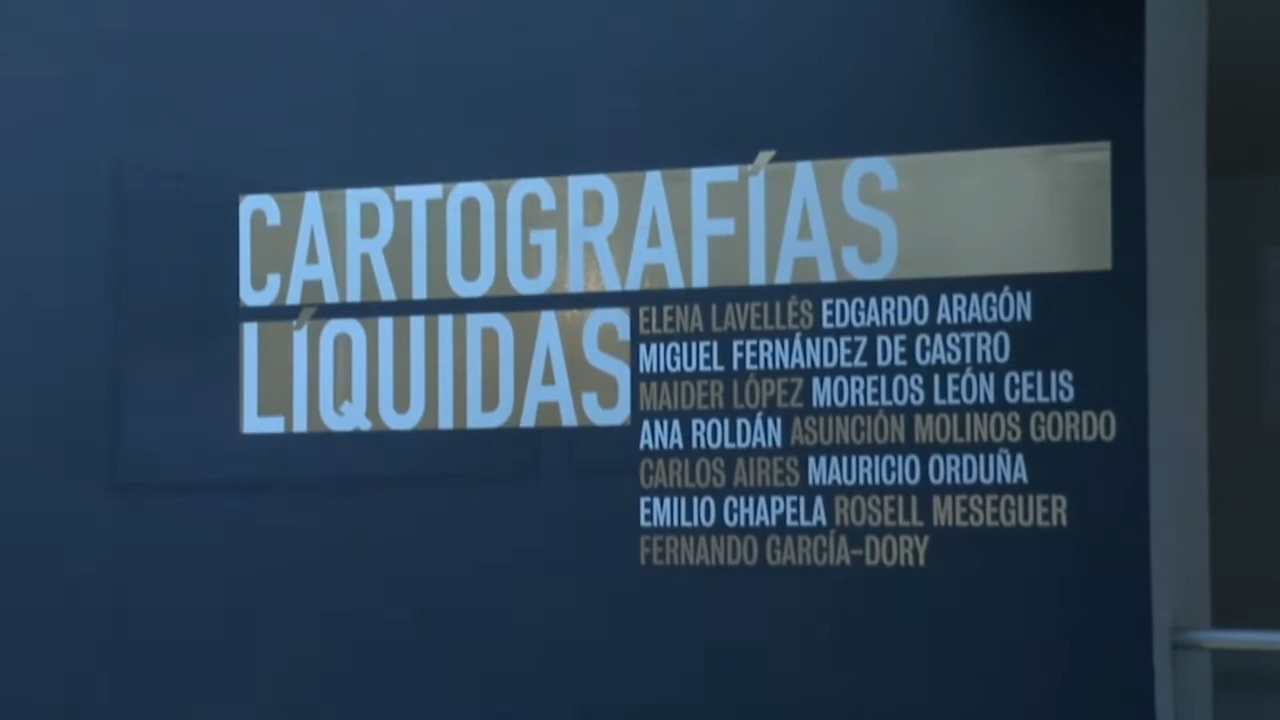 CARTOGRAFÍAS
LÍQUIDAS
ELENA LAVELLÉS EDGARDO ARAGÓN
MIGUEL FERNÁNDEZ DE CASTRO
MAIDER LÓPEZ MORELOS LEÓN CELIS
ANA ROLDÁN ASUNCIÓN MOLINOS GORDO
CARLOS AIRES MAURICIO ORDUÑA
EMILIO CHAPELA ROSELL MESEGUER
FERNANDO GARCÍA-DORY